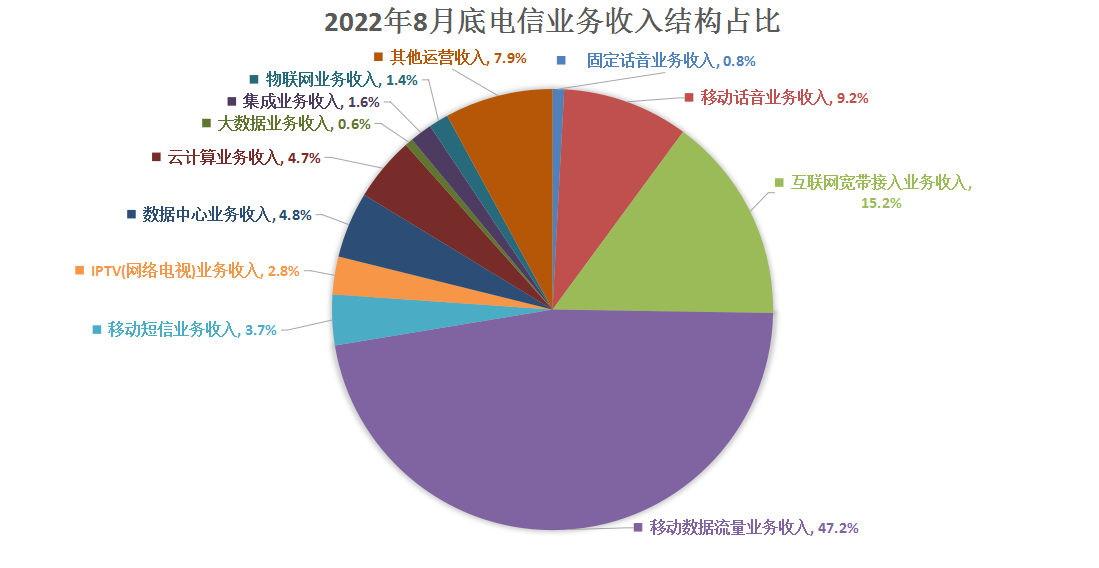 2022年8月底电信业务收入结构占比
其他运营收入, 7.9%
固定话音业务收入, 0.8%
物联网业务收入, 1.4%
移动话音业务收入, 9.2%
集成业务收入, 1.6%
大数据业务收入, 0.6%
云计算业务收入, 4.7%
互联网宽带接入业务收入,
15.2%
数据中心业务收入, 4.8%
IPTV(网络电视)业务收入, 2.8%
移动短信业务收入, 3.7%
移动数据流量业务收入, 47.2%